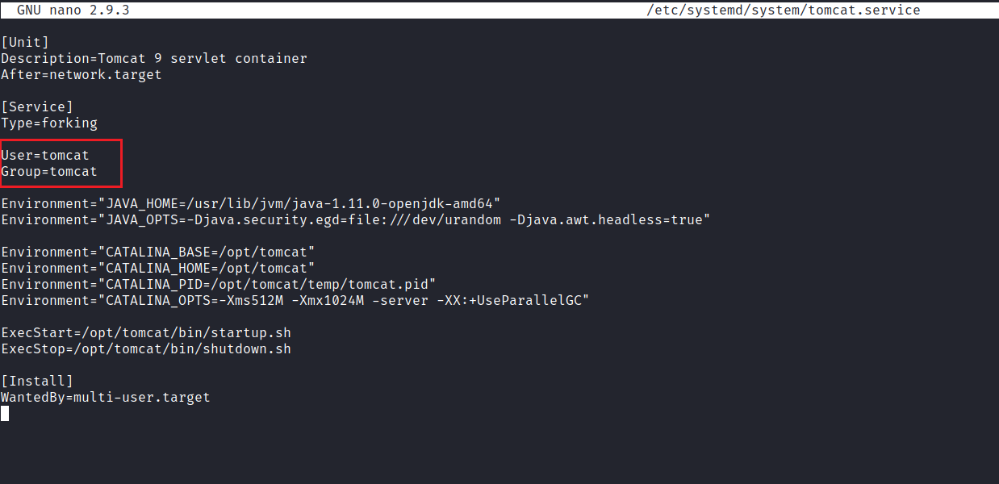 GNU nano 2.9.3 /etc/systemd/system/tomcat.service
[Unit]
Description=Tomcat 9 servlet container
After=network.target
[Service]
Type=forking
User=tomcat
Group=tomcat
Environment="JAVA_HOME=/usr/lib/jvm/java-1.11.0-openjdk-amd64"
Environment="JAVA_OPTS=-Djava.security.egd=file:///dev/urandom -Djava.awt.headless=true"
Environment="CATALINA_BASE=/opt/tomcat"
Environment="CATALINA_HOME=/opt/tomcat"
Environment="CATALINA_PID=/opt/tomcat/temp/tomcat.pid"
Environment="CATALINA_OPTS=-Xms512M -Xmx1024M -server -XX:+UseParallelGC"
ExecStart=/opt/tomcat/bin/startup.sh
ExecStop=/opt/tomcat/bin/shutdown.sh
[Install]
WantedBy=multi-user.target